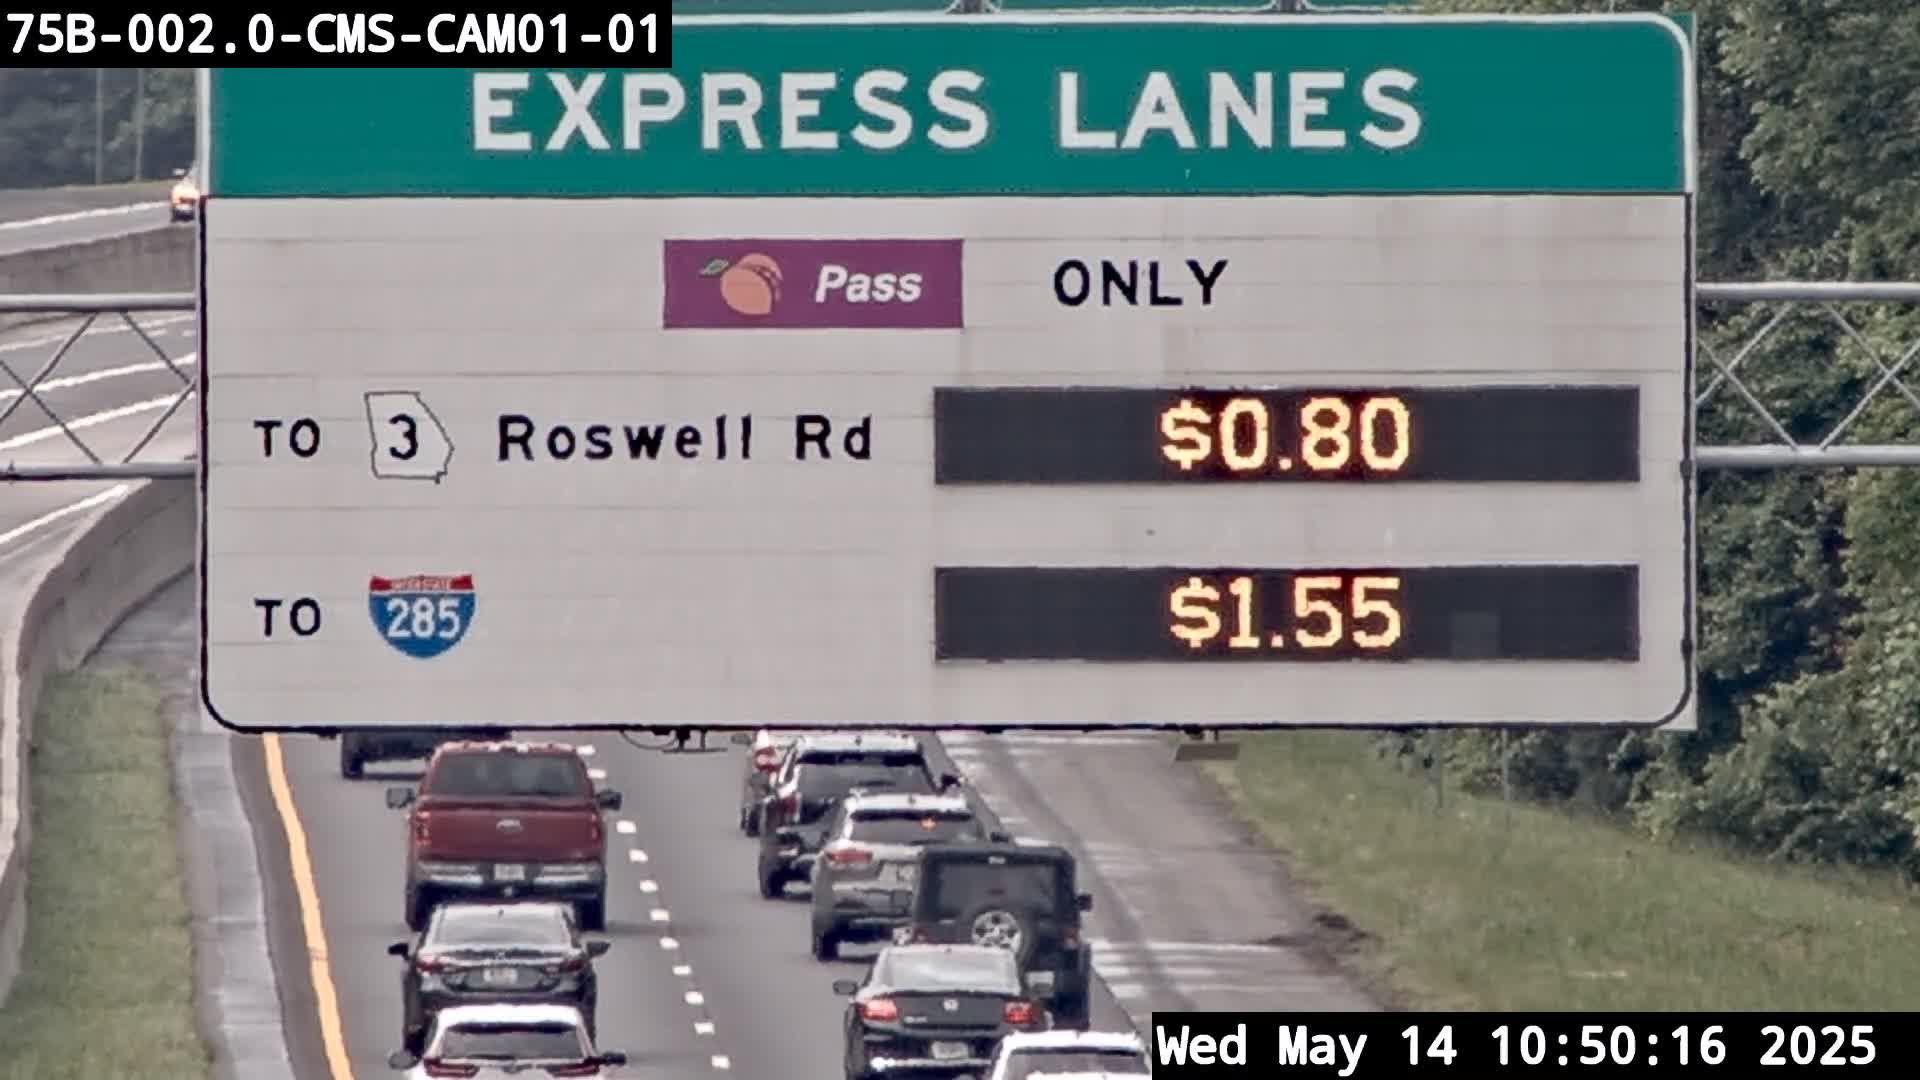 75B-002.0-CMS-CAM01-01
EXPRESS LANES
Pass ONLY
TO 3 Roswell Rd $0.80
INTERSTATE
TO 285 $1.55
Wed May 14 10:50:16 2025